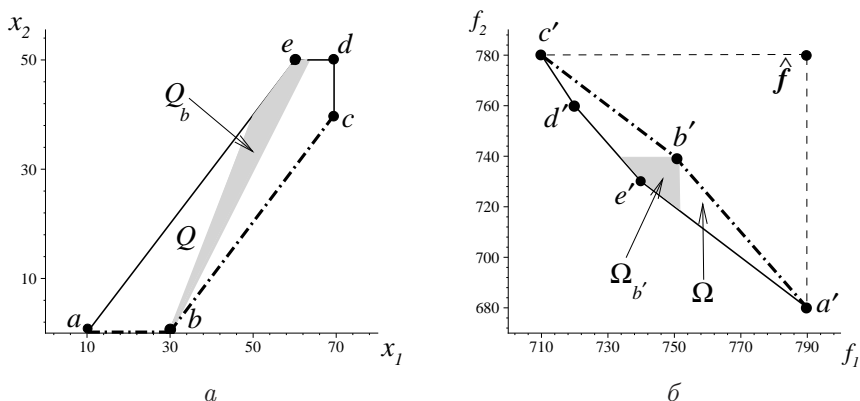 x₂
50
30
10
10
30
50
70
x₁
a
b
c
d
e
Q_b
Q
а
f₂
780
760
740
720
700
680
710
730
750
770
790
f₁
c′
d′
e′
b′
a′
f̂
Ω_b′
Ω
б